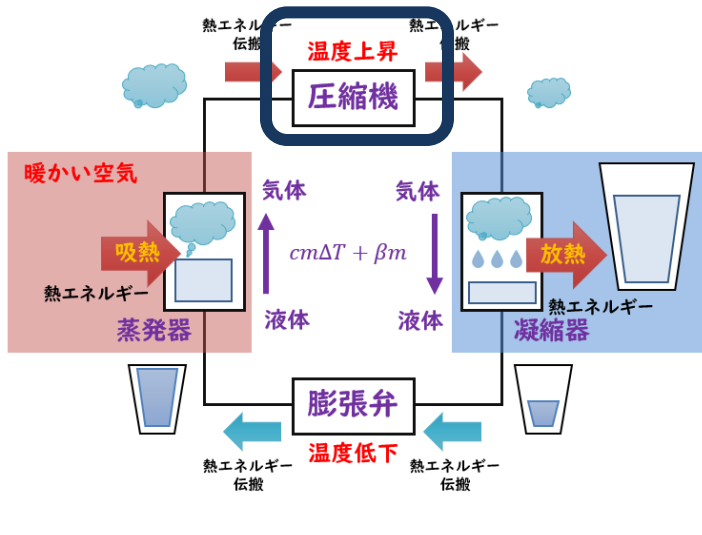 熱エネルギー
伝搬
熱エネルギー
伝搬
温度上昇
圧縮機
暖かい空気
気体
気体
吸熱
cmΔT + βm
放熱
熱エネルギー
熱エネルギー
液体
液体
蒸発器
凝縮器
膨張弁
温度低下
熱エネルギー
伝搬
熱エネルギー
伝搬